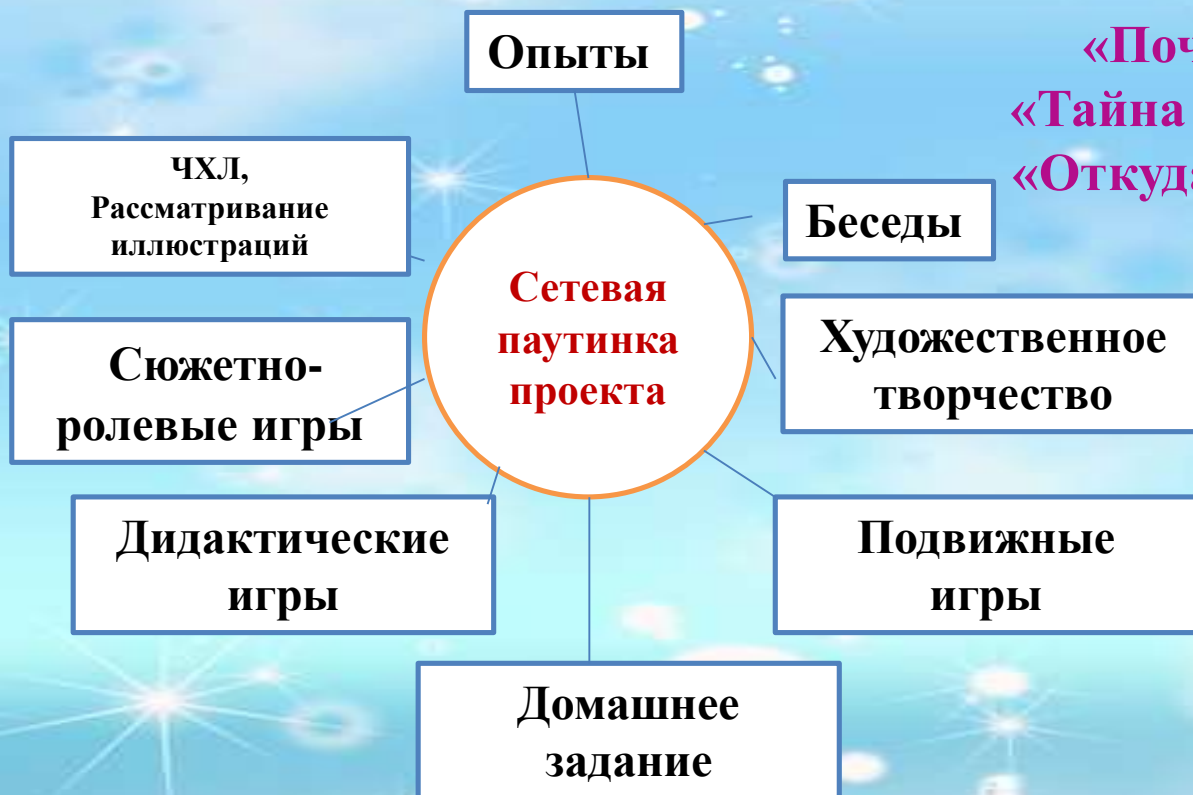 Опыты
«Поч
«Тайна
«Откуда
ЧХЛ,
Рассматривание
иллюстраций
Беседы
Сетевая
паутинка
проекта
Художественное
творчество
Сюжетно-
ролевые игры
Дидактические
игры
Подвижные
игры
Домашнее
задание